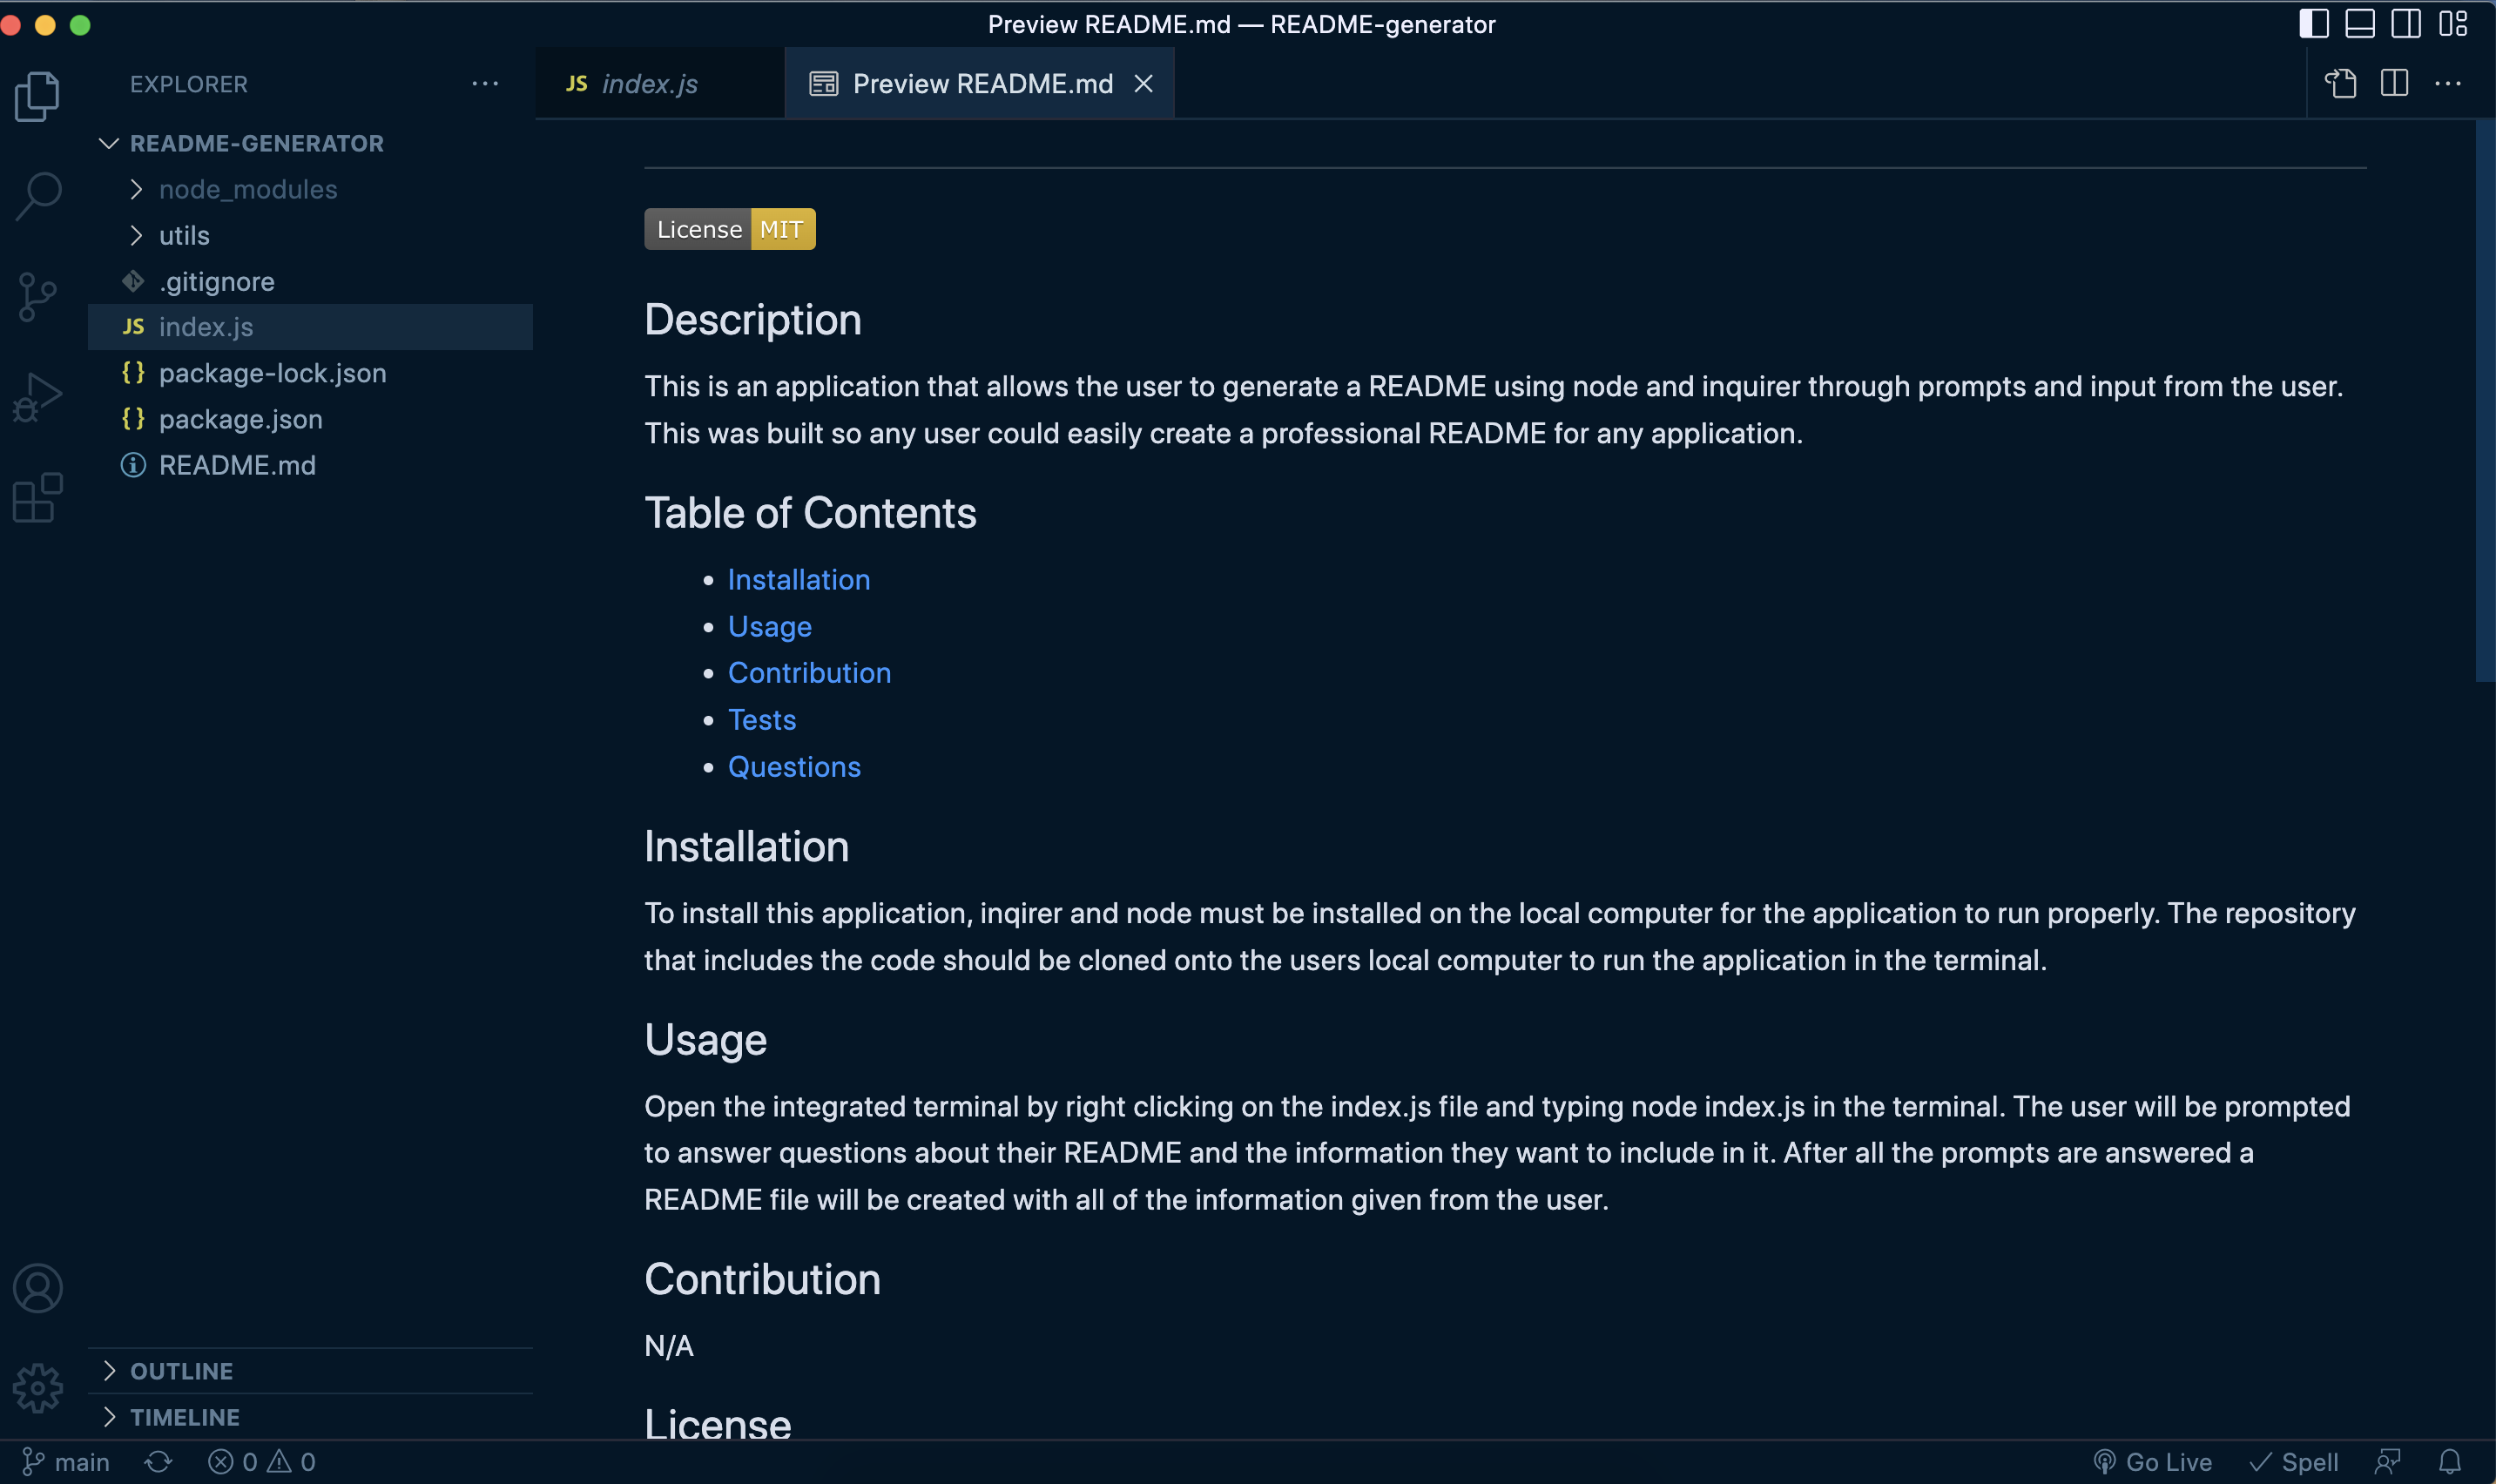 Preview README.md — README-generator
EXPLORER
JS index.js
Preview README.md
README-GENERATOR
node_modules
utils
.gitignore
JS index.js
{} package-lock.json
{} package.json
README.md
OUTLINE
TIMELINE
License MIT
Description
This is an application that allows the user to generate a README using node and inquirer through prompts and input from the user.
This was built so any user could easily create a professional README for any application.
Table of Contents
• Installation
• Usage
• Contribution
• Tests
• Questions
Installation
To install this application, inqirer and node must be installed on the local computer for the application to run properly. The repository
that includes the code should be cloned onto the users local computer to run the application in the terminal.
Usage
Open the integrated terminal by right clicking on the index.js file and typing node index.js in the terminal. The user will be prompted
to answer questions about their README and the information they want to include in it. After all the prompts are answered a
README file will be created with all of the information given from the user.
Contribution
N/A
License
main 0 0 Go Live Spell